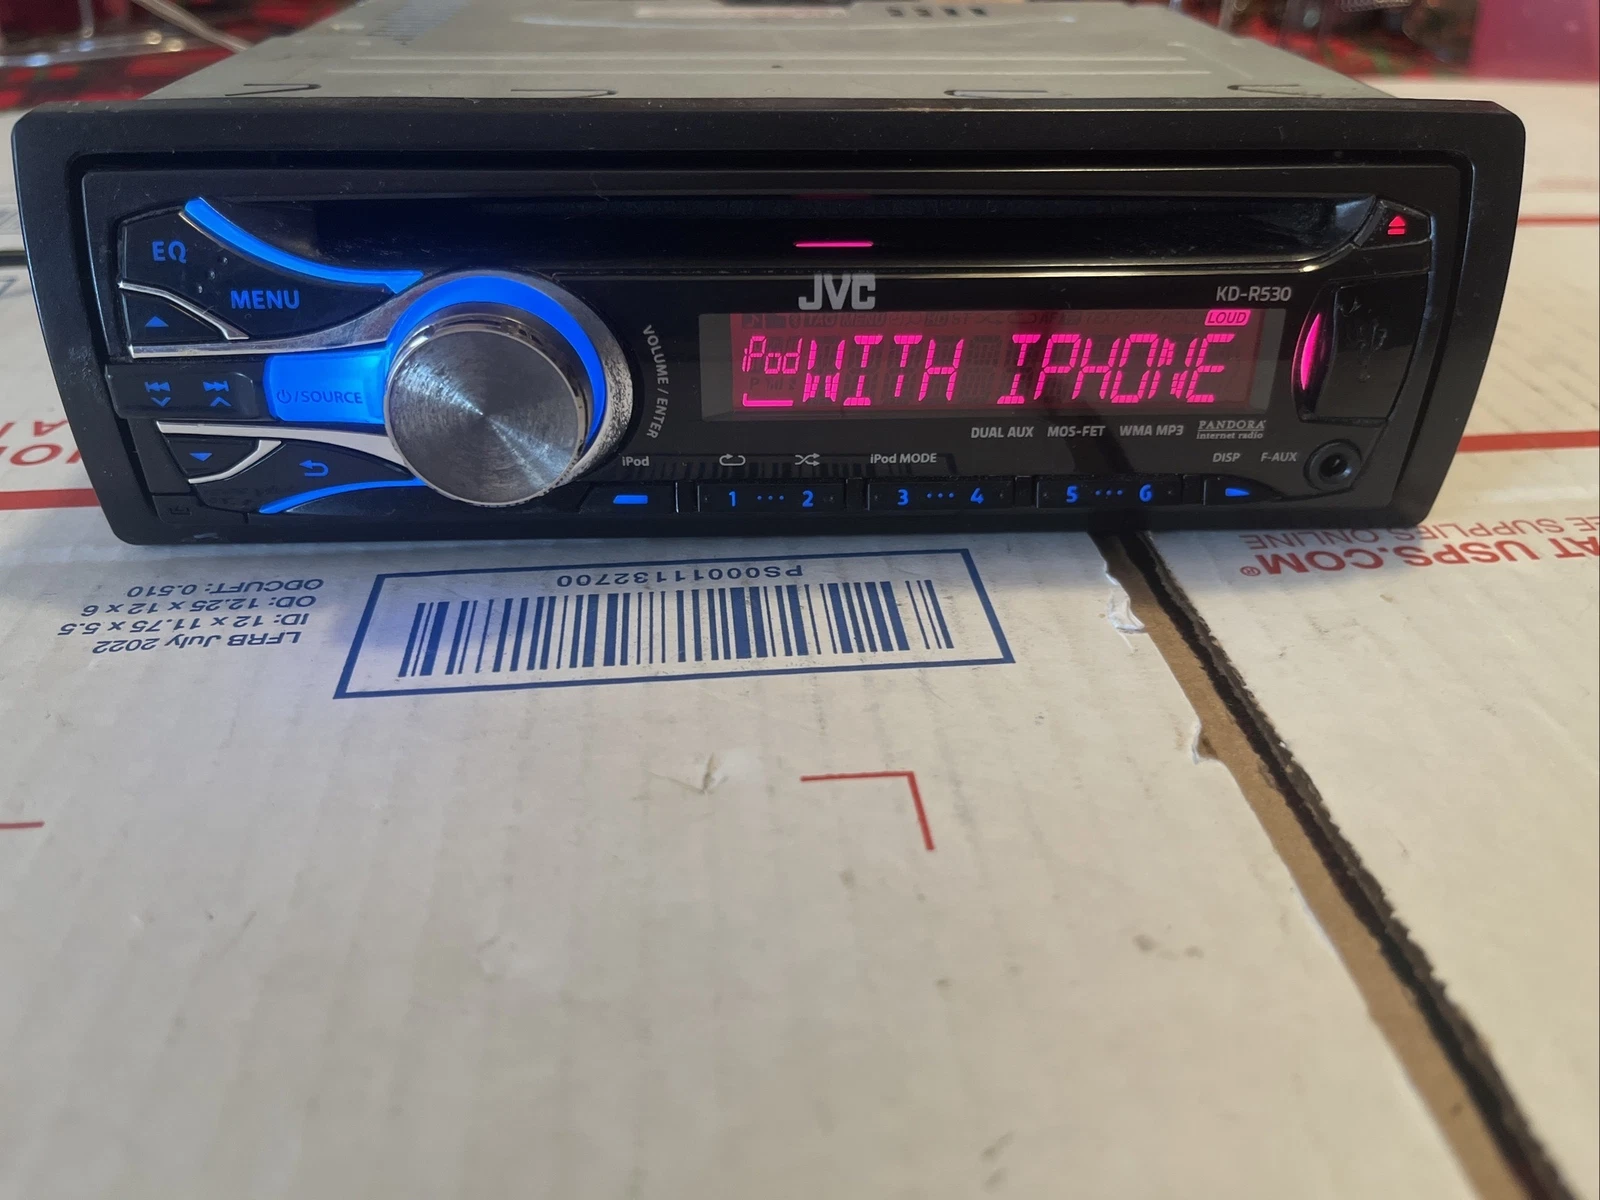 EQ
MENU
/SOURCE
VOLUME / ENTER
JVC
KD-R530
LOUD
iPod WITH IPHONE
DUAL AUX MOS-FET WMA MP3 PANDORA
internet radio
iPod iPod MODE DISP F-AUX
1 ••• 2 3 ••• 4 5 ••• 6
PS00011132700
LFRB July 2022
ID: 12 x 11.75 x 5.5
OD: 12.25 x 12 x 6
ODCUFT: 0.510
AT USPS.COM®
EE SUPPLIES ONLINE